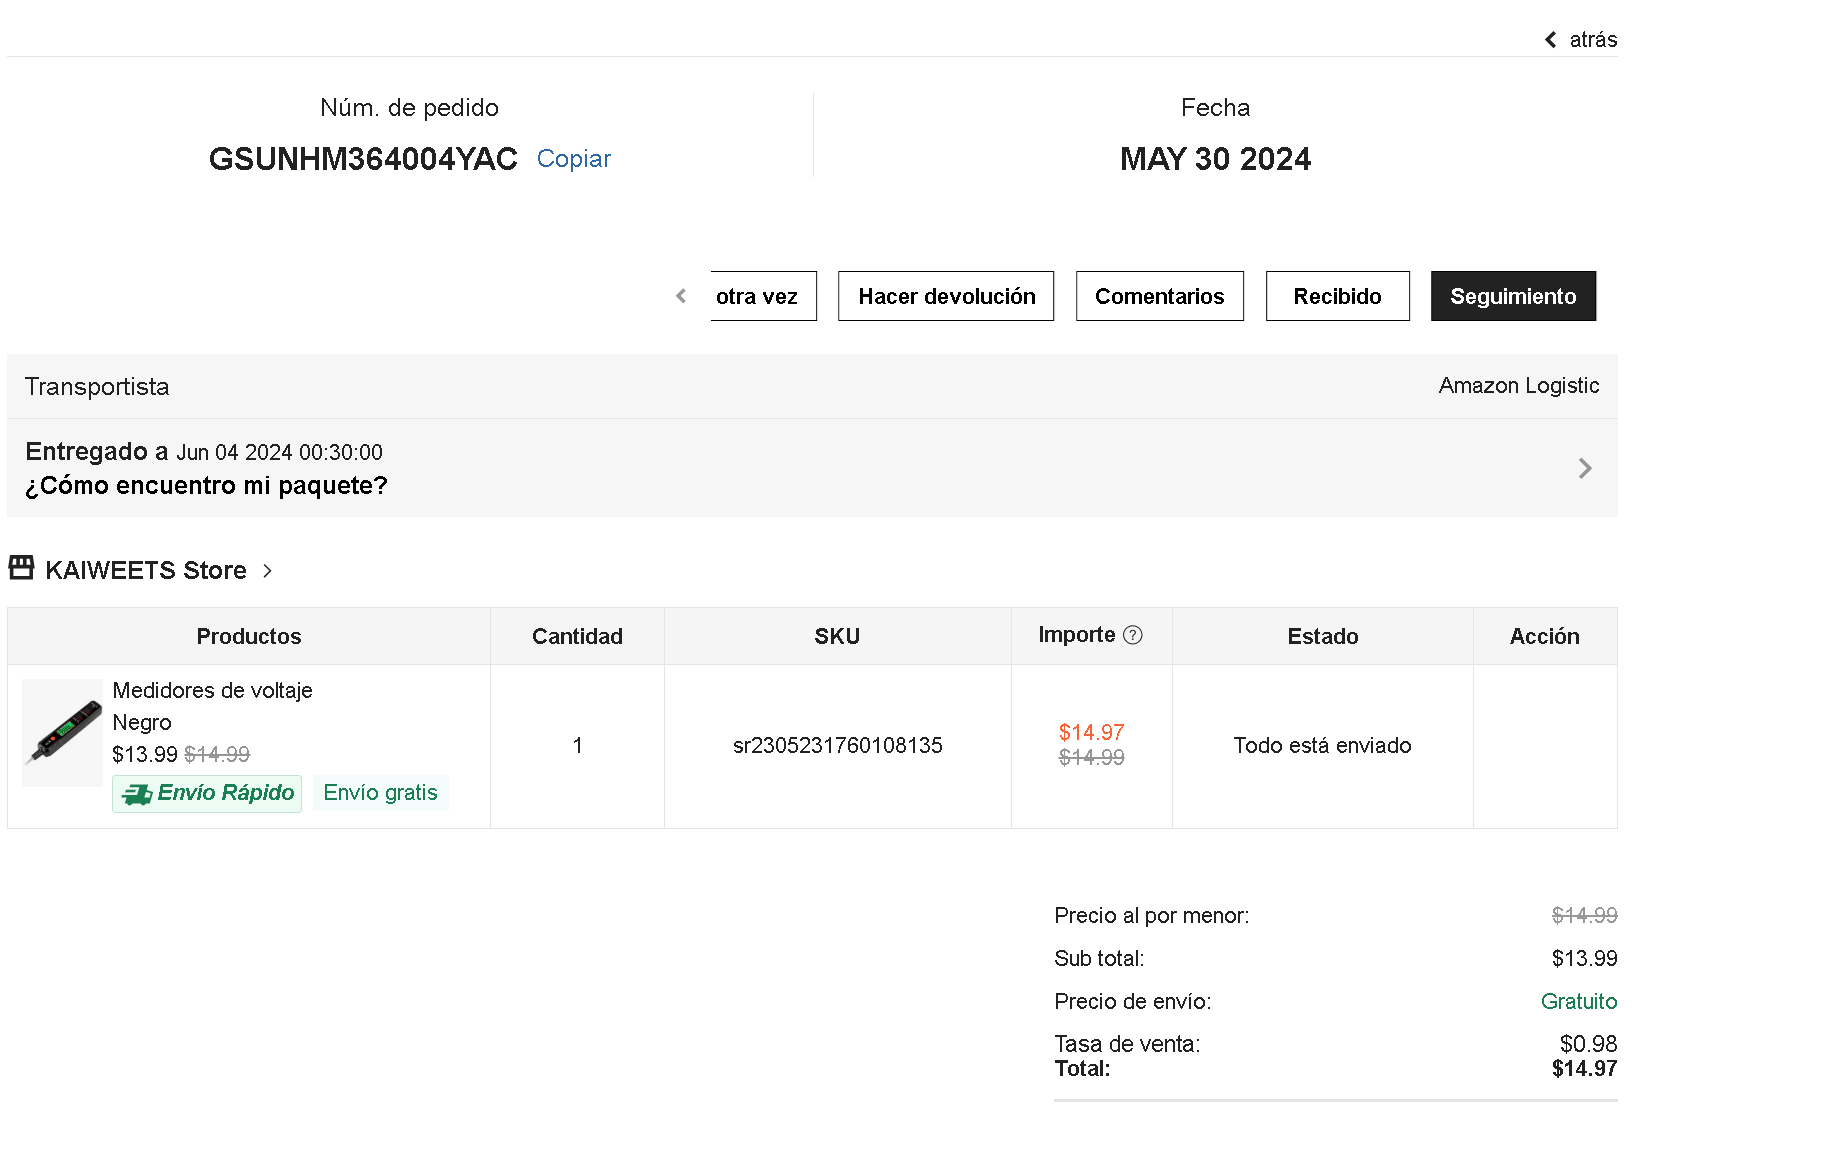 atrás
Núm. de pedido
GSUNHM364004YAC Copiar
Fecha
MAY 30 2024
otra vez
Hacer devolución
Comentarios
Recibido
Seguimiento
Transportista
Amazon Logistic
Entregado a Jun 04 2024 00:30:00
¿Cómo encuentro mi paquete?
KAIWEETS Store
Productos
Cantidad
SKU
Importe ?
Estado
Acción
Medidores de voltaje
Negro
$13.99 $14.99
Envío Rápido
Envío gratis
1
sr2305231760108135
$14.97
$14.99
Todo está enviado
Precio al por menor: $14.99
Sub total: $13.99
Precio de envío: Gratuito
Tasa de venta: $0.98
Total: $14.97